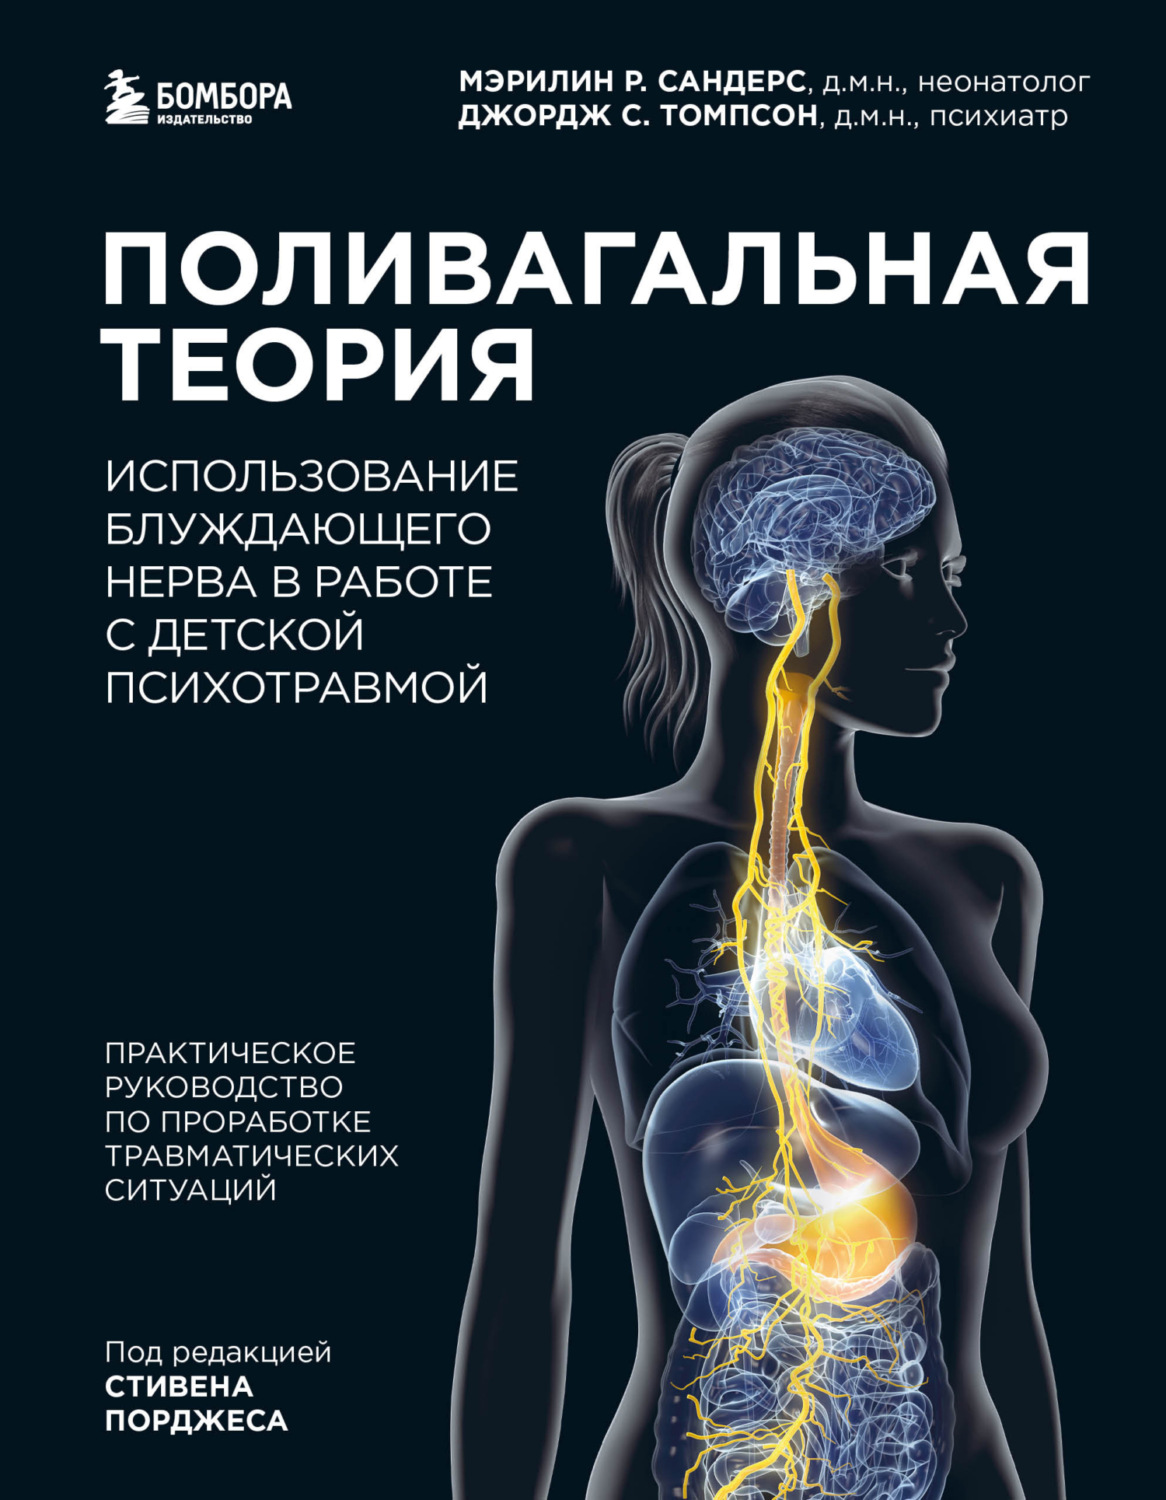 БОМБОРА
ИЗДАТЕЛЬСТВО
МЭРИЛИН Р. САНДЕРС, д.м.н., неонатолог
ДЖОРДЖ С. ТОМПСОН, д.м.н., психиатр
ПОЛИВАГАЛЬНАЯ
ТЕОРИЯ
ИСПОЛЬЗОВАНИЕ
БЛУЖДАЮЩЕГО
НЕРВА В РАБОТЕ
С ДЕТСКОЙ
ПСИХОТРАВМОЙ
ПРАКТИЧЕСКОЕ
РУКОВОДСТВО
ПО ПРОРАБОТКЕ
ТРАВМАТИЧЕСКИХ
СИТУАЦИЙ
Под редакцией
СТИВЕНА
ПОРДЖЕСА